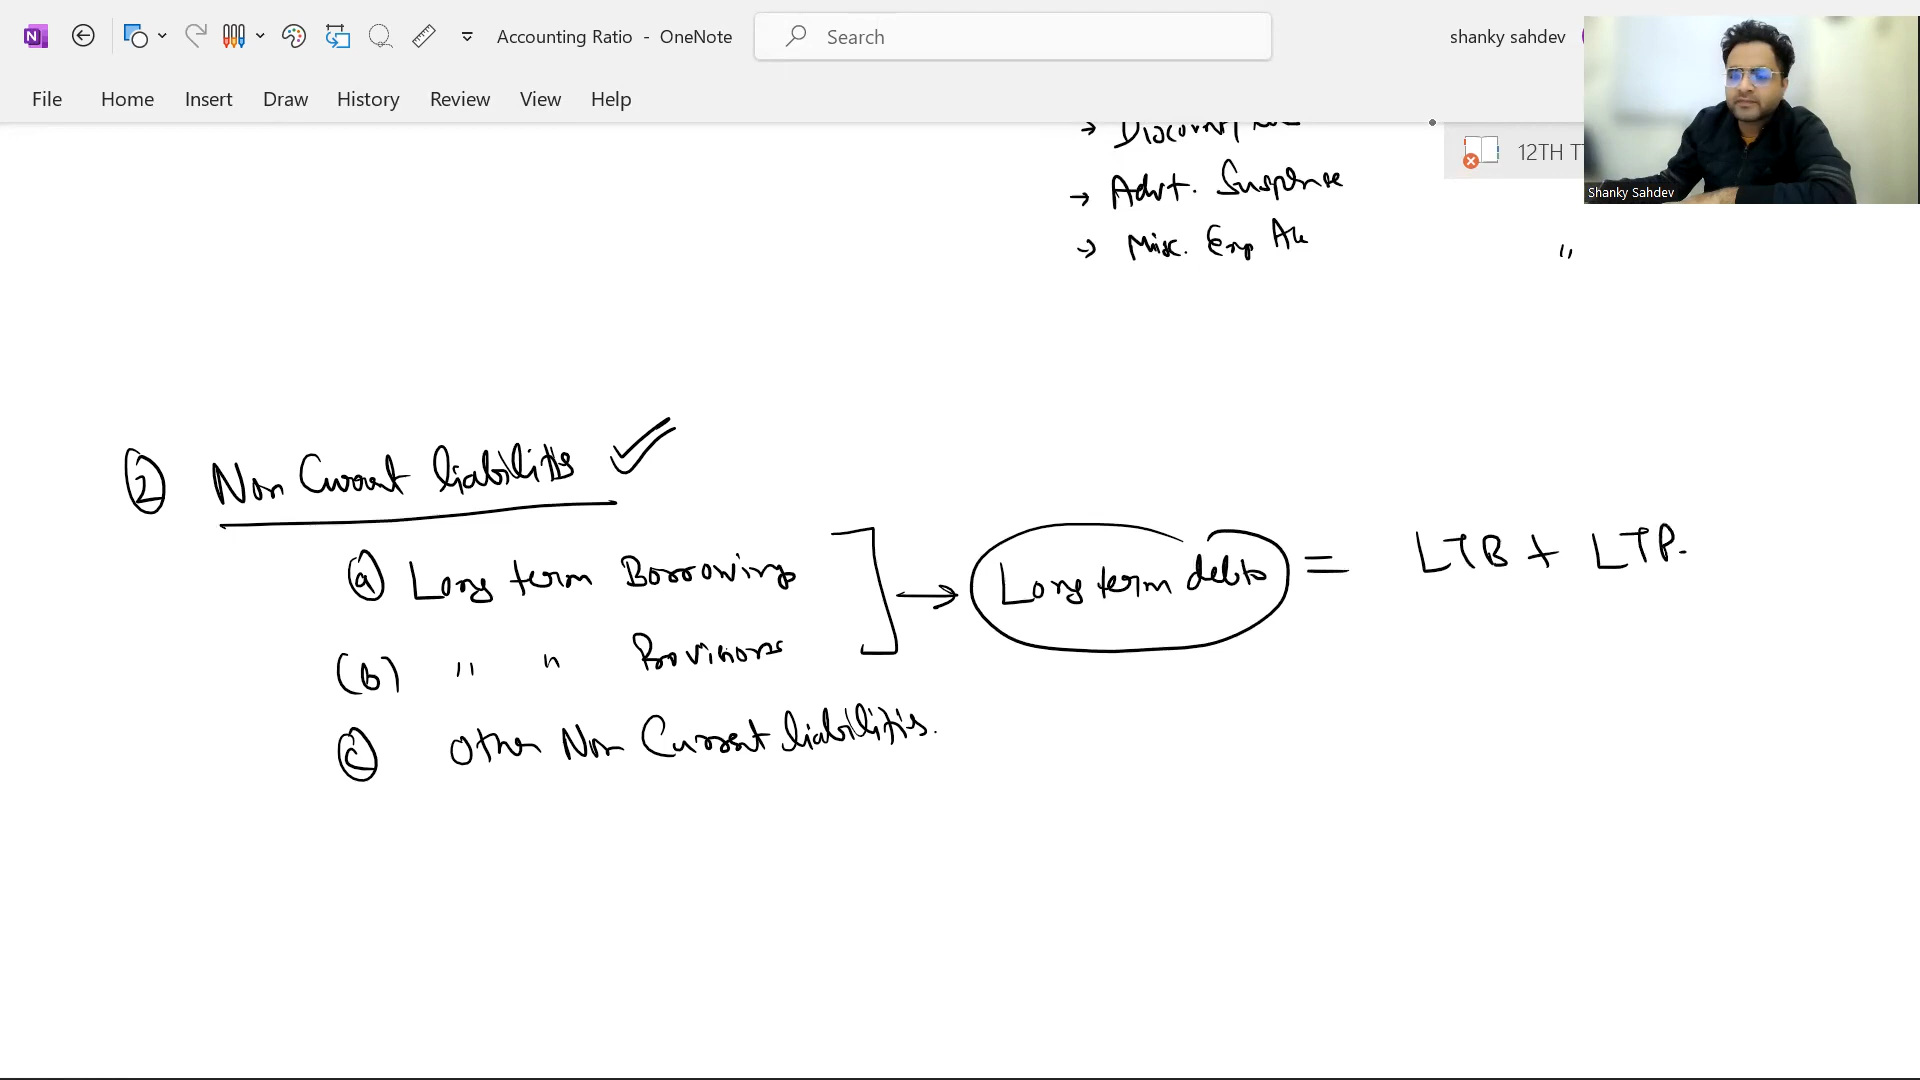 Accounting Ratio - OneNote
Search
shanky sahdev
File Home Insert Draw History Review View Help
12TH T
Shanky Sahdev
→ Advt. Suspense
→ Misc. Exp
"
② Non Current liabilities
ⓐ Long term Borrowings
(b) " " Provisions
ⓒ Other Non Current liabilities.
→ Long term debts = LTB + LTP.